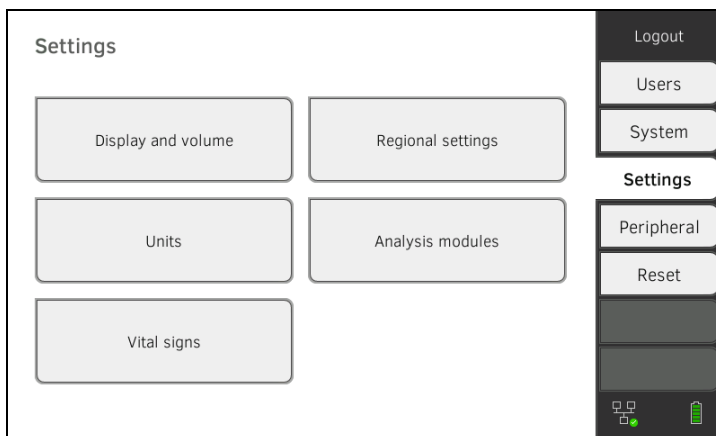 Settings
Display and volume
Regional settings
Units
Analysis modules
Vital signs
Logout
Users
System
Settings
Peripheral
Reset